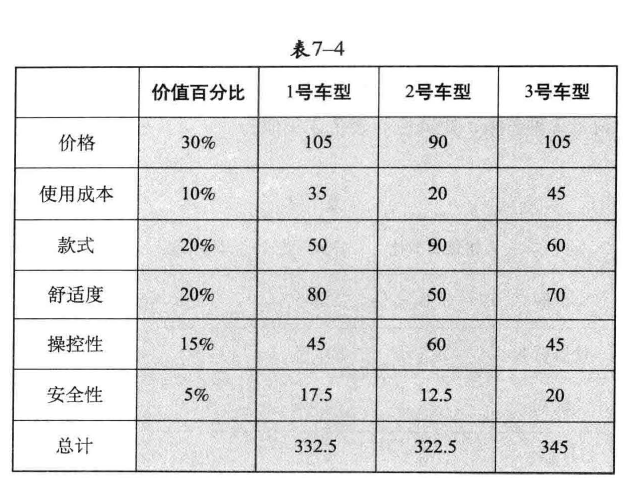 表7–4
价值百分比 1号车型 2号车型 3号车型
价格 30% 105 90 105
使用成本 10% 35 20 45
款式 20% 50 90 60
舒适度 20% 80 50 70
操控性 15% 45 60 45
安全性 5% 17.5 12.5 20
总计 332.5 322.5 345